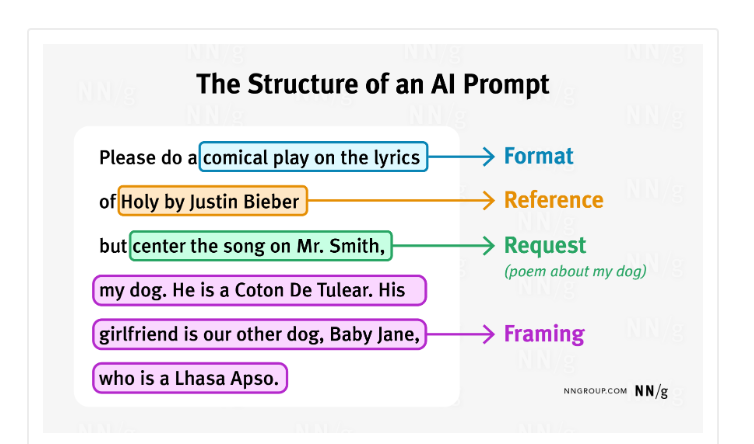 The Structure of an AI Prompt
Please do a comical play on the lyrics
Format
of Holy by Justin Bieber
Reference
but center the song on Mr. Smith,
Request
(poem about my dog)
my dog. He is a Coton De Tulear. His
girlfriend is our other dog, Baby Jane,
Framing
who is a Lhasa Apso.
NNGROUP.COM NN/g